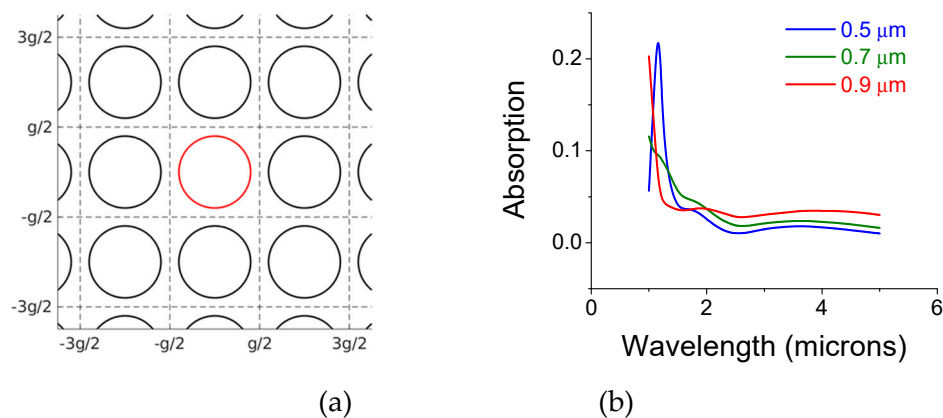 3g/2
g/2
-g/2
-3g/2
-3g/2
-g/2
g/2
3g/2
(a)
0.5 μm
0.7 μm
0.9 μm
0.2
0.1
0.0
Absorption
0
2
4
6
Wavelength (microns)
(b)